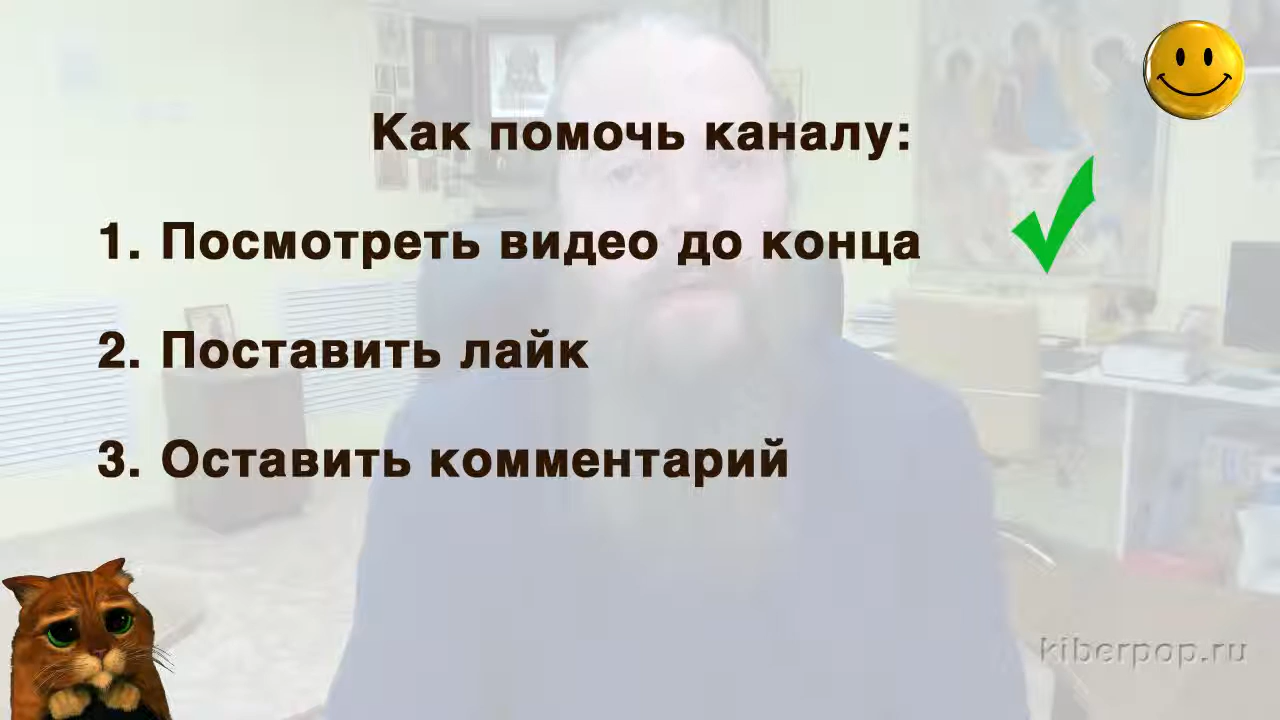 Как помочь каналу:
1. Посмотреть видео до конца
2. Поставить лайк
3. Оставить комментарий
kiberpop.ru